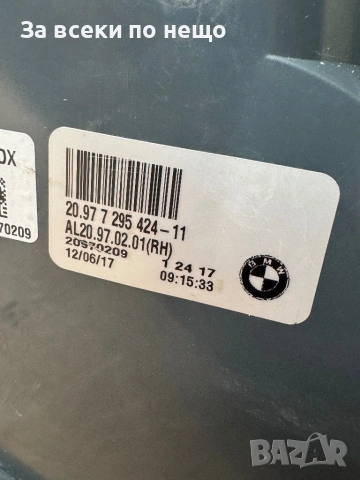 За всеки по нещо
OX
70209
20.97 7 295 424-11
AL20.97.02.01(RH)
20970209
1 24 17
12/06/17
09:15:33
BMW
BAZAR